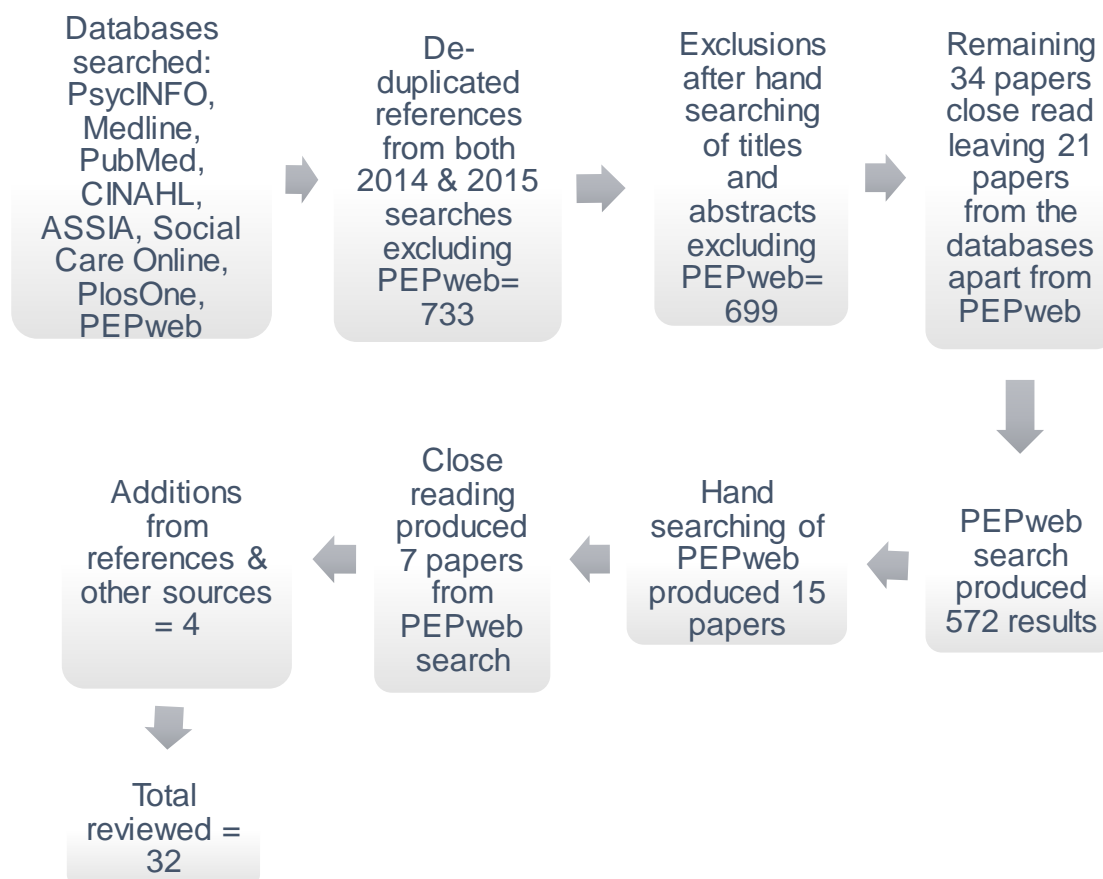 Databases
searched:
PsycINFO,
Medline,
PubMed,
CINAHL,
ASSIA, Social
Care Online,
PlosOne,
PEPweb
De-
duplicated
references
from both
2014 & 2015
searches
excluding
PEPweb=
733
Exclusions
after hand
searching
of titles
and
abstracts
excluding
PEPweb=
699
Remaining
34 papers
close read
leaving 21
papers
from the
databases
apart from
PEPweb
PEPweb
search
produced
572 results
Hand
searching of
PEPweb
produced 15
papers
Close
reading
produced
7 papers
from
PEPweb
search
Additions
from
references &
other sources
= 4
Total
reviewed =
32